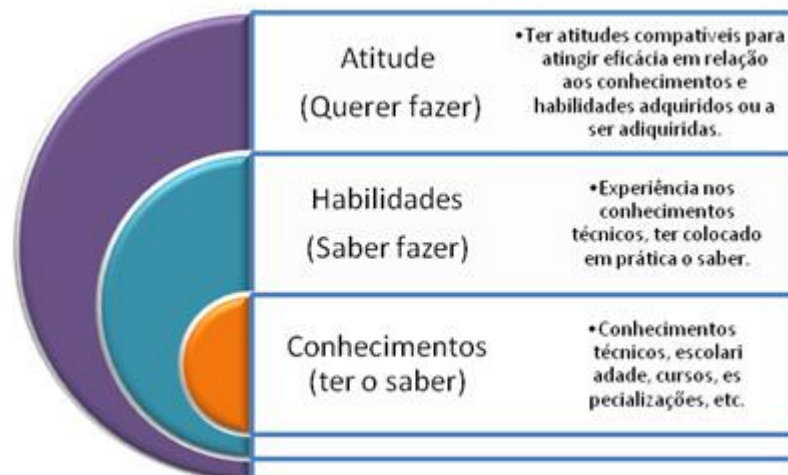 Atitude
(Querer fazer)
•Ter atitudes compatíveis para
atingir eficácia em relação
aos conhecimentos e
habilidades adquiridos ou a
ser adiquiridas.
Habilidades
(Saber fazer)
•Experiência nos
conhecimentos
técnicos, ter colocado
em prática o saber.
Conhecimentos
(ter o saber)
•Conhecimentos
técnicos, escolari
adade, cursos, es
pecializações, etc.